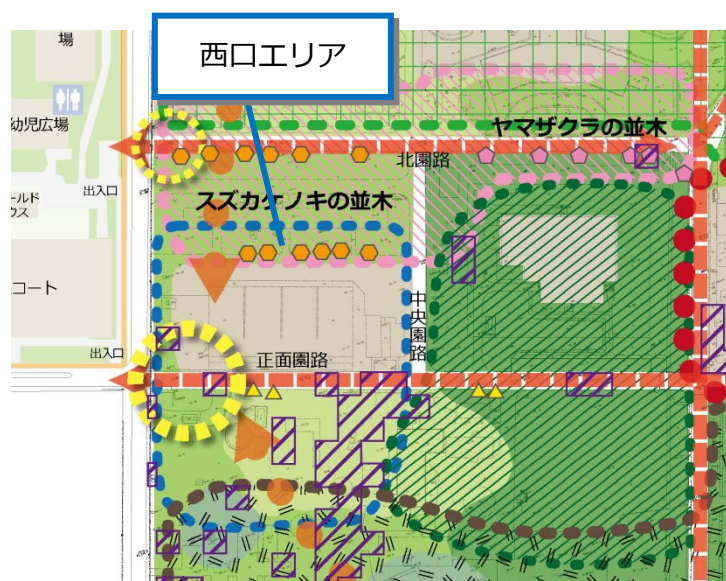 西口エリア
場
幼児広場
ヤマザクラの並木
北園路
出入口
ールド
ウス
スズカケノキの並木
コート
中央園路
出入口
正面園路